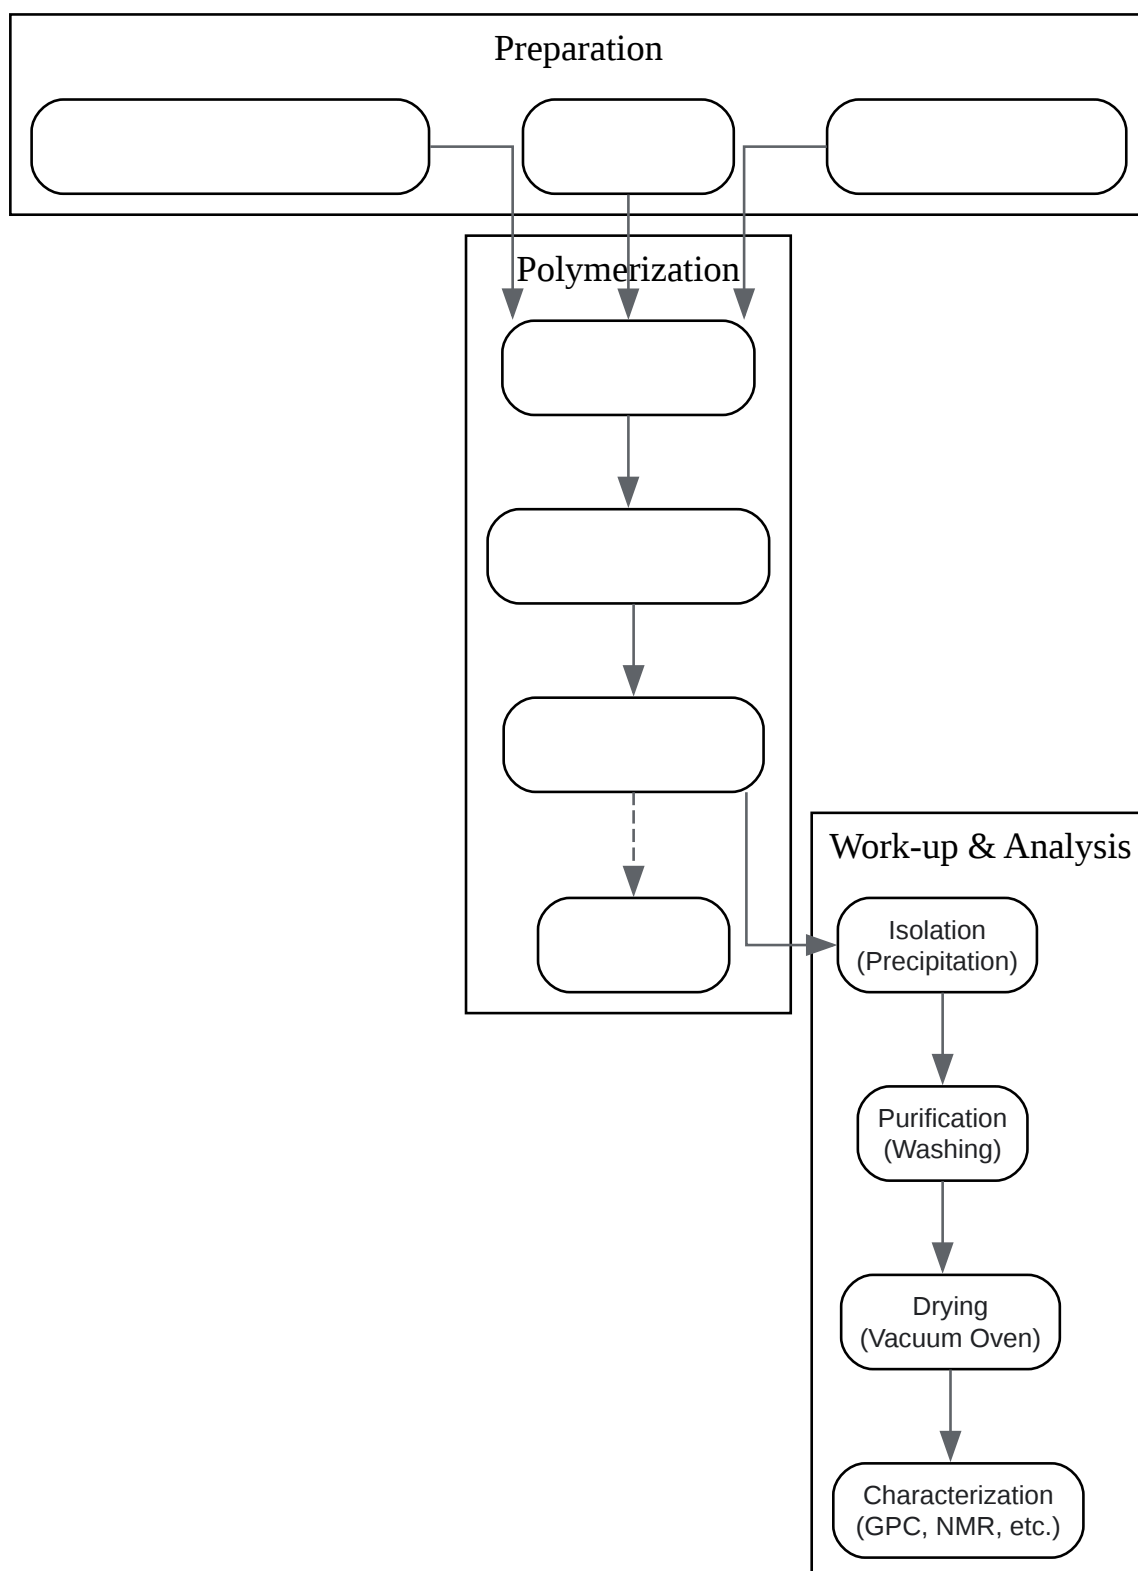 Preparation
Polymerization
Work-up & Analysis
Isolation
(Precipitation)
Purification
(Washing)
Drying
(Vacuum Oven)
Characterization
(GPC, NMR, etc.)